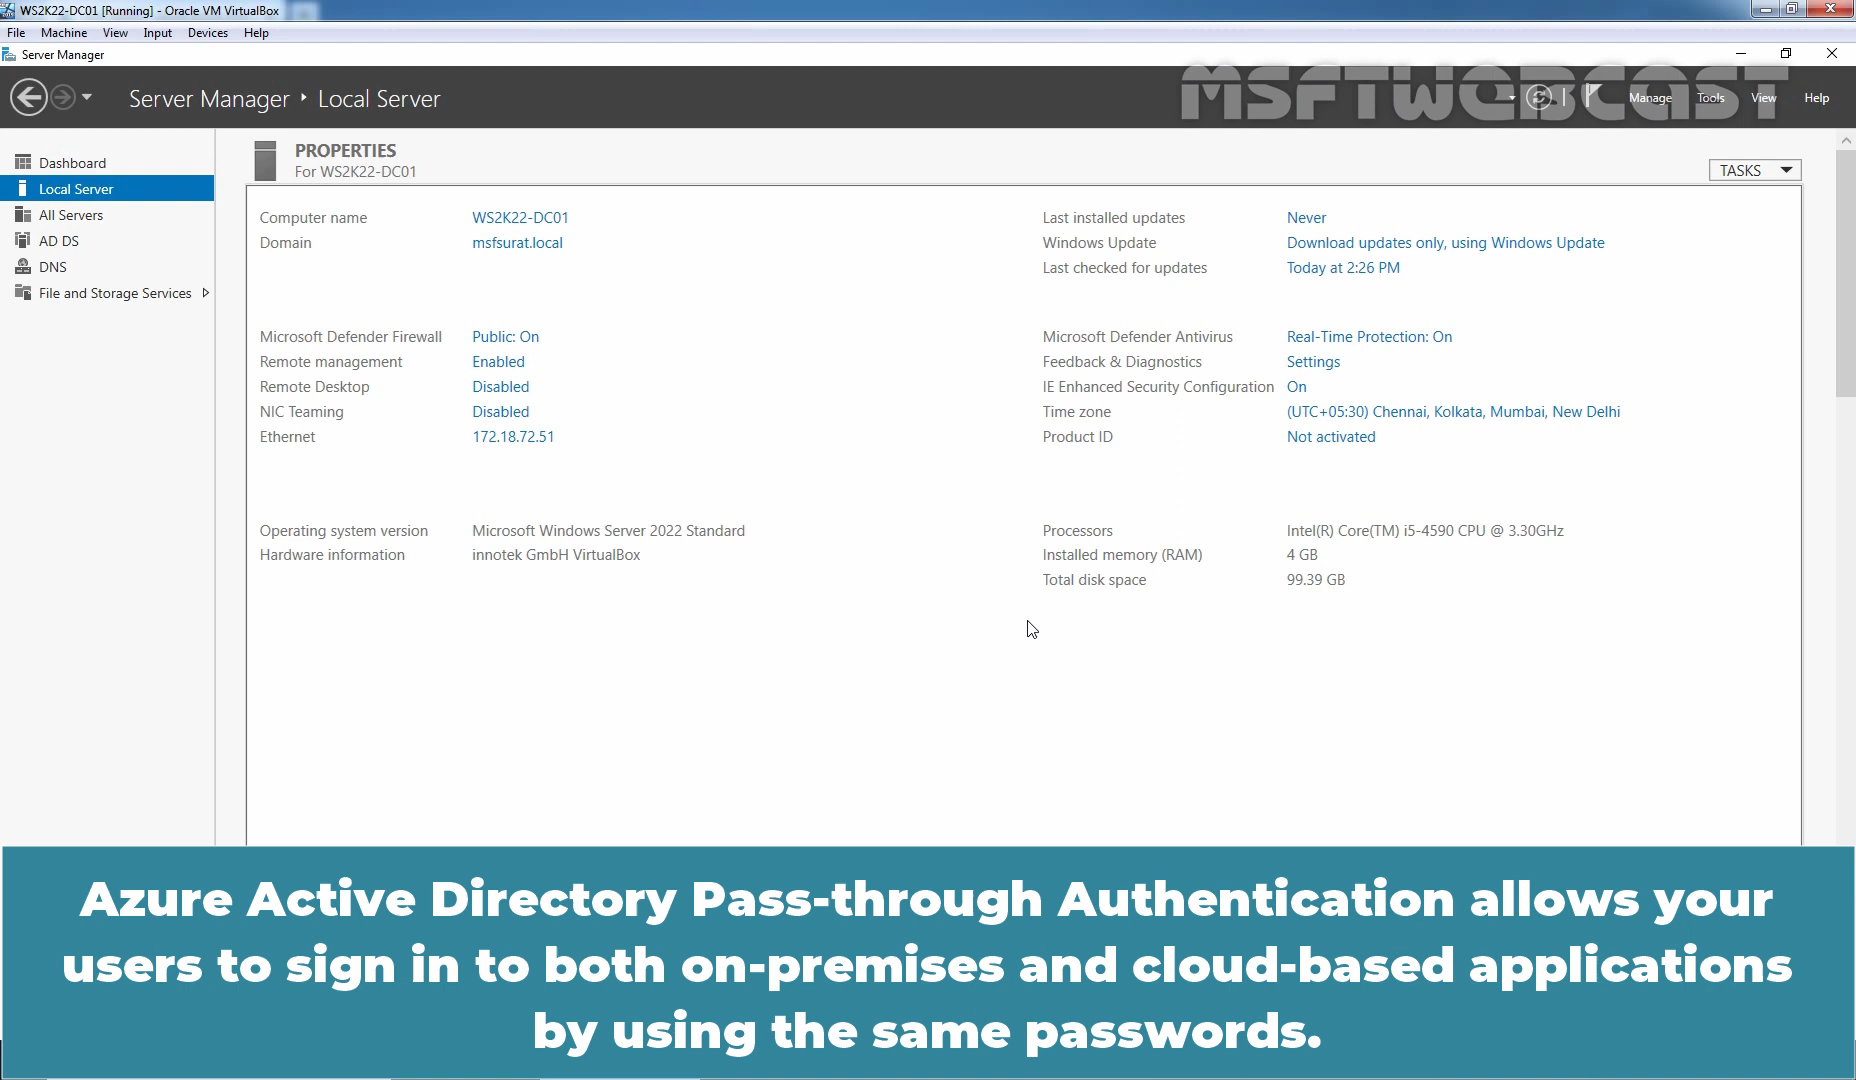 WS2K22-DC01 [Running] - Oracle VM VirtualBox
File Machine View Input Devices Help
Server Manager
Server Manager ‣ Local Server
MSFTWEBCAST
Manage Tools View Help
Dashboard
Local Server
All Servers
AD DS
DNS
File and Storage Services
PROPERTIES
For WS2K22-DC01
TASKS
Computer name WS2K22-DC01
Domain msfsurat.local
Last installed updates Never
Windows Update Download updates only, using Windows Update
Last checked for updates Today at 2:26 PM
Microsoft Defender Firewall Public: On
Remote management Enabled
Remote Desktop Disabled
NIC Teaming Disabled
Ethernet 172.18.72.51
Microsoft Defender Antivirus Real-Time Protection: On
Feedback & Diagnostics Settings
IE Enhanced Security Configuration On
Time zone (UTC+05:30) Chennai, Kolkata, Mumbai, New Delhi
Product ID Not activated
Operating system version Microsoft Windows Server 2022 Standard
Hardware information innotek GmbH VirtualBox
Processors Intel(R) Core(TM) i5-4590 CPU @ 3.30GHz
Installed memory (RAM) 4 GB
Total disk space 99.39 GB
Azure Active Directory Pass-through Authentication allows your
users to sign in to both on-premises and cloud-based applications
by using the same passwords.